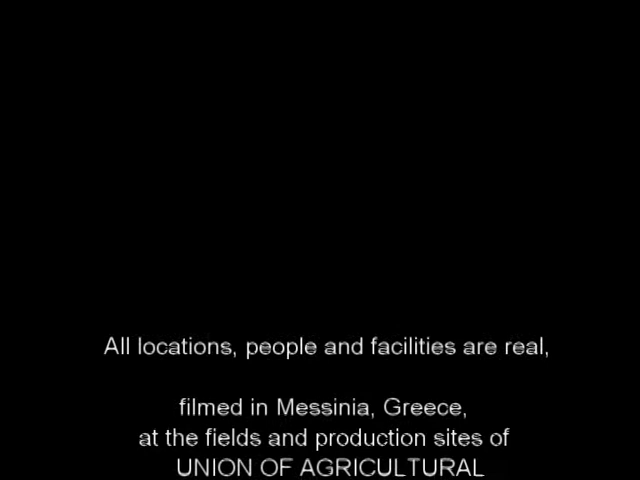 All locations, people and facilities are real,
filmed in Messinia, Greece,
at the fields and production sites of
UNION OF AGRICULTURAL